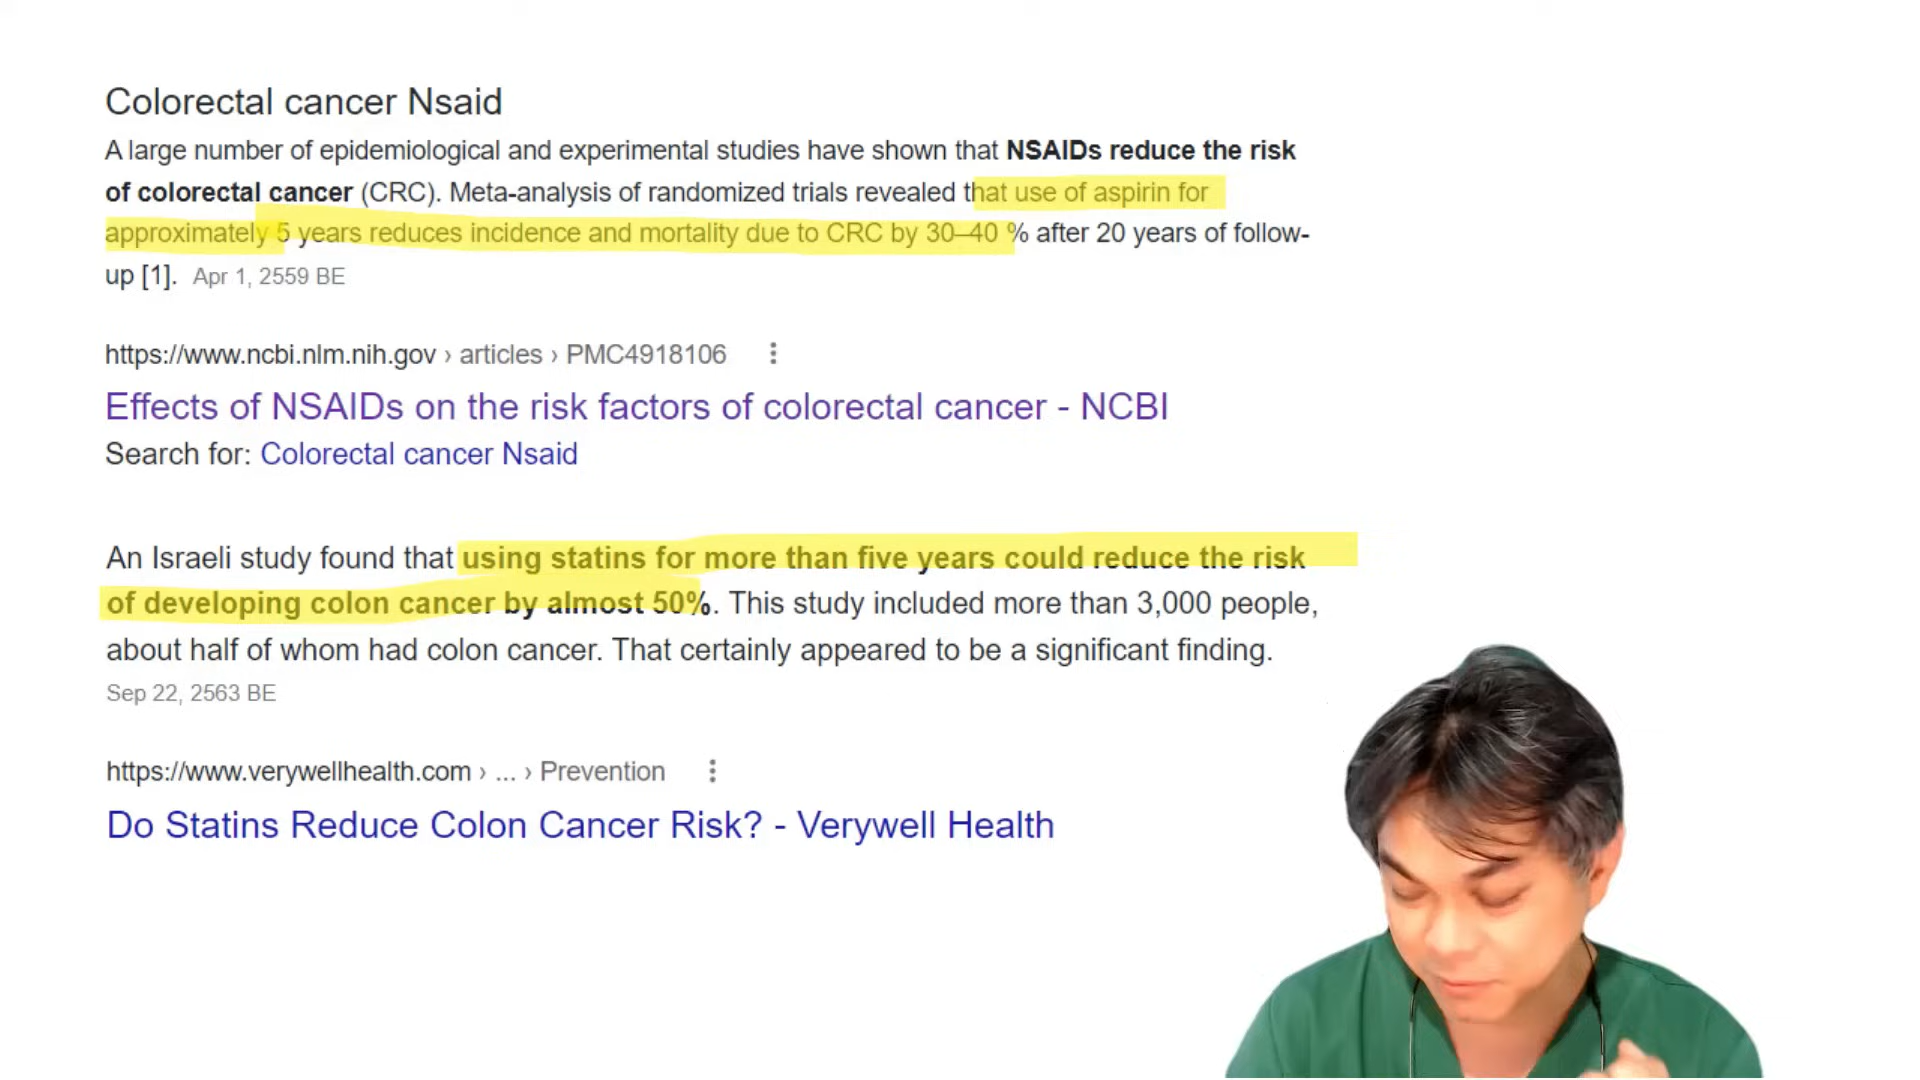 Colorectal cancer Nsaid
A large number of epidemiological and experimental studies have shown that NSAIDs reduce the risk
of colorectal cancer (CRC). Meta-analysis of randomized trials revealed that use of aspirin for
approximately 5 years reduces incidence and mortality due to CRC by 30–40 % after 20 years of follow-
up [1]. Apr 1, 2559 BE
https://www.ncbi.nlm.nih.gov › articles › PMC4918106
Effects of NSAIDs on the risk factors of colorectal cancer - NCBI
Search for: Colorectal cancer Nsaid
An Israeli study found that using statins for more than five years could reduce the risk
of developing colon cancer by almost 50%. This study included more than 3,000 people,
about half of whom had colon cancer. That certainly appeared to be a significant finding.
Sep 22, 2563 BE
https://www.verywellhealth.com › ... › Prevention
Do Statins Reduce Colon Cancer Risk? - Verywell Health